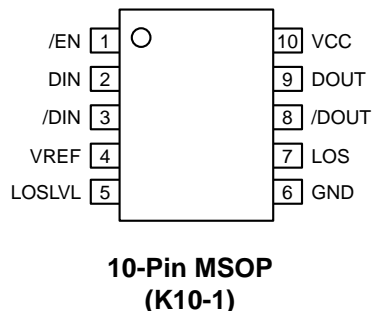 /EN 1 10 VCC
DIN 2 9 DOUT
/DIN 3 8 /DOUT
VREF 4 7 LOS
LOSLVL 5 6 GND
10-Pin MSOP
(K10-1)